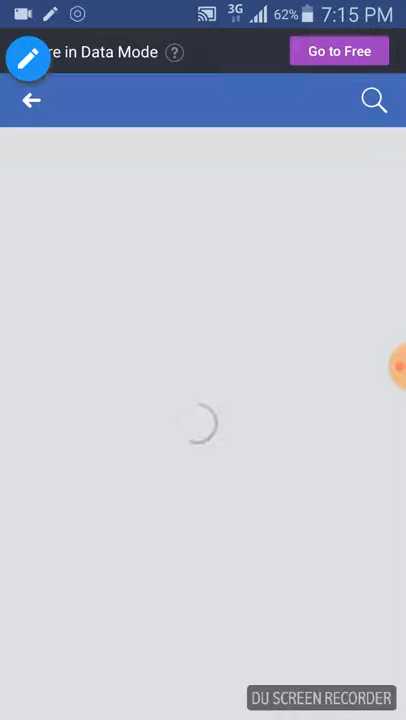 3G 62% 7:15 PM
re in Data Mode ? Go to Free
DU SCREEN RECORDER